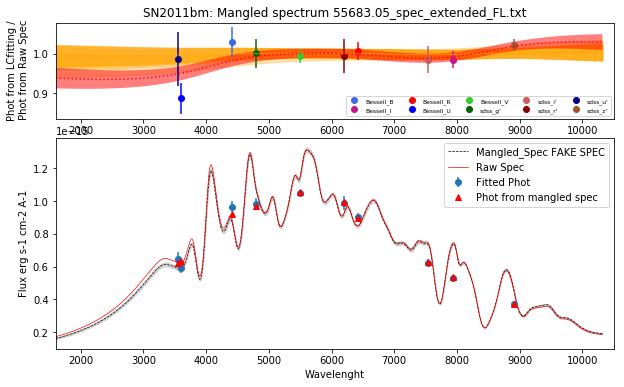 SN2011bm: Mangled spectrum 55683.05_spec_extended_FL.txt
Phot from LCfitting /
Phot from Raw Spec
1.0
0.9
Bessell_B Bessell_R Bessell_V sdss_i' sdss_u'
Bessell_I Bessell_U sdss_g' sdss_r' sdss_z'
2000 3000 4000 5000 6000 7000 8000 9000 10000
Flux erg s-1 cm-2 A-1
1.2
1.0
0.8
0.6
0.4
0.2
Mangled_Spec FAKE SPEC
Raw Spec
Fitted Phot
Phot from mangled spec
2000 3000 4000 5000 6000 7000 8000 9000 10000
Wavelenght